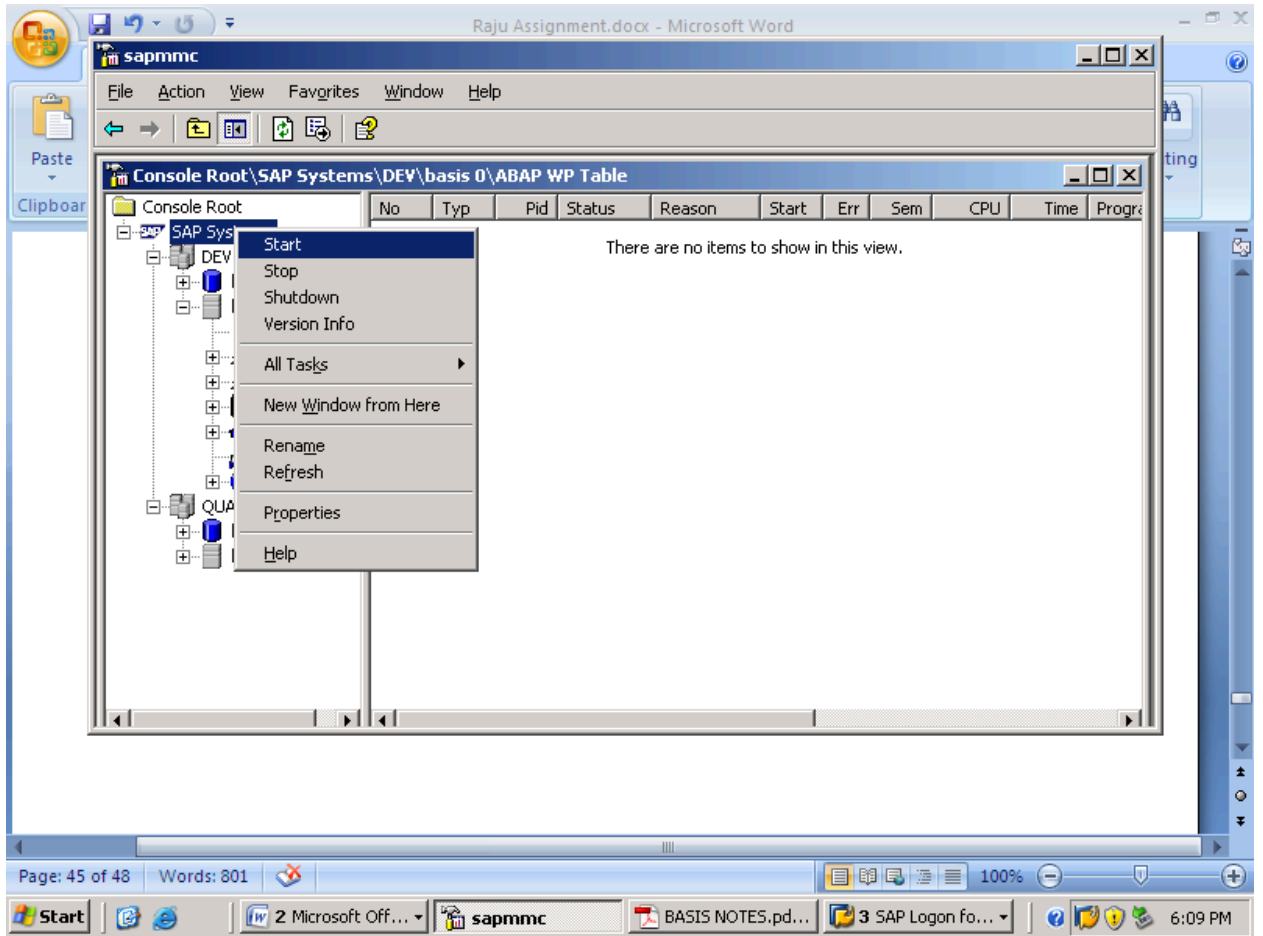 Raju Assignment.docx - Microsoft Word
sapmmc
File Action View Favorites Window Help
Paste
Clipboar
ting
Console Root\SAP Systems\DEV\basis 0\ABAP WP Table
Console Root
No Typ Pid Status Reason Start Err Sem CPU Time Progra
SAP Sys
DEV
QUA
There are no items to show in this view.
Start
Stop
Shutdown
Version Info
All Tasks
New Window from Here
Rename
Refresh
Properties
Help
Page: 45 of 48 Words: 801 100%
Start 2 Microsoft Off... sapmmc BASIS NOTES.pd... 3 SAP Logon fo... 6:09 PM